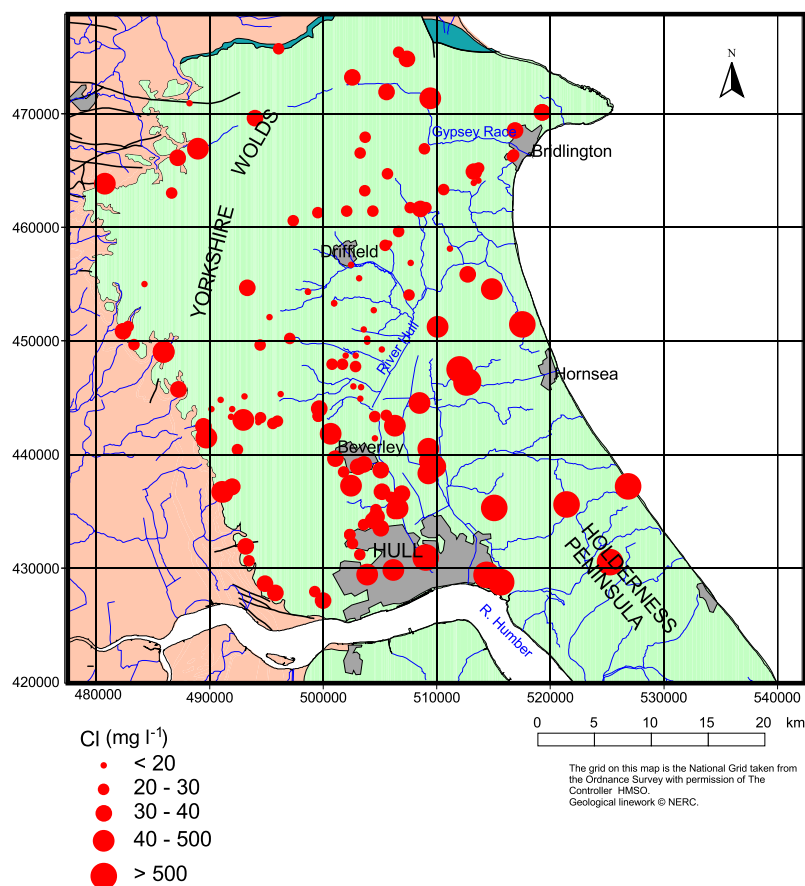 N
470000
460000
450000
440000
430000
420000
480000
490000
500000
510000
520000
530000
540000
YORKSHIRE WOLDS
Gypsey Race
Bridlington
Driffield
River Hull
Hornsea
Beverley
HULL
HOLDERNESS
PENINSULA
R. Humber
0 5 10 15 20 km
Cl (mg l-1)
< 20
20 - 30
30 - 40
40 - 500
> 500
The grid on this map is the National Grid taken from
the Ordnance Survey with permission of The
Controller HMSO.
Geological linework © NERC.